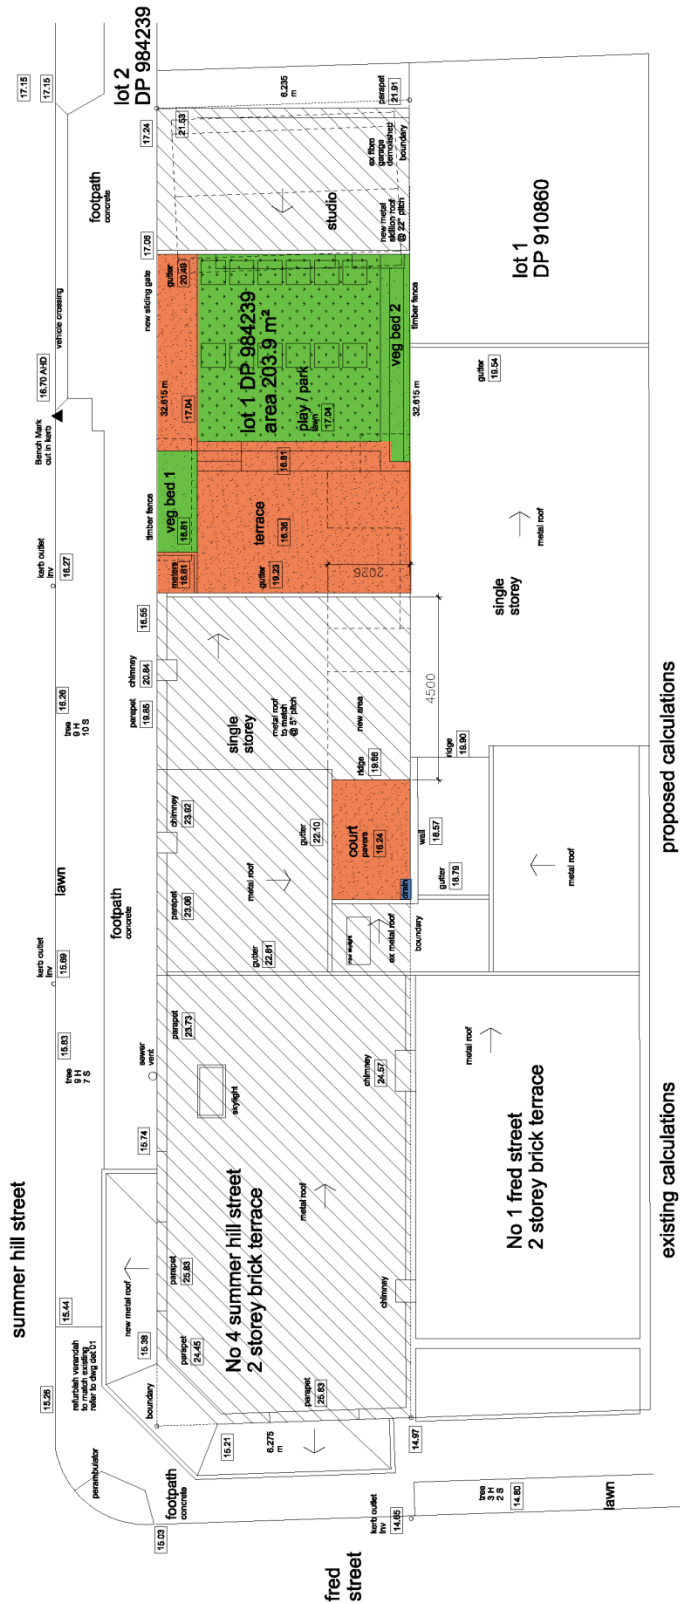 summer hill street
fred
street
15.26
15.44
refurbish verandah
to match existing
refer to dwg det 01
perambulator
15.03
footpath
concrete
boundary
15.38
new metal roof
15.74
sewer
vent
tree
9 H
7 S
15.83
kerb outlet
inv
15.69
lawn
footpath
concrete
tree
9 H
10 S
16.26
kerb outlet
inv
16.27
Bench Mark
cut in kerb
16.70 AHD
vehicle crossing
footpath
concrete
17.15
17.15
lot 2
DP 984239
parapet
24.45
parapet
25.83
parapet
23.73
parapet
23.06
chimney
23.92
parapet
19.85
chimney
20.84
16.55
timber fence
new sliding gate
17.08
17.24
15.21
6.275
m
No 4 summer hill street
2 storey brick terrace
skylight
metal roof
parapet
25.83
chimney
chimney
24.57
gutter
22.81
metal roof
gutter
22.10
ex metal roof
boundary
court
pavers
16.24
drain
single
storey
metal roof
to match
@ 5° pitch
new area
ridge
19.66
meters
16.81
veg bed 1
16.81
gutter
19.23
terrace
16.38
16.81
2026
4500
32.615 m
17.04
gutter
20.49
lot 1 DP 984239
area 203.9 m²
play / park
lawn
17.04
veg bed 2
32.615 m
timber fence
studio
21.53
new metal
skillion roof
@ 22° pitch
ex fibro
garage
demolished
boundary
6.235
m
parapet
21.91
14.97
kerb outlet
inv
14.65
tree
3 H
2 S
14.80
lawn
No 1 fred street
2 storey brick terrace
metal roof
gutter
18.79
wall
18.57
ridge
18.90
metal roof
single
storey
metal roof
gutter
19.54
lot 1
DP 910860
existing calculations
proposed calculations